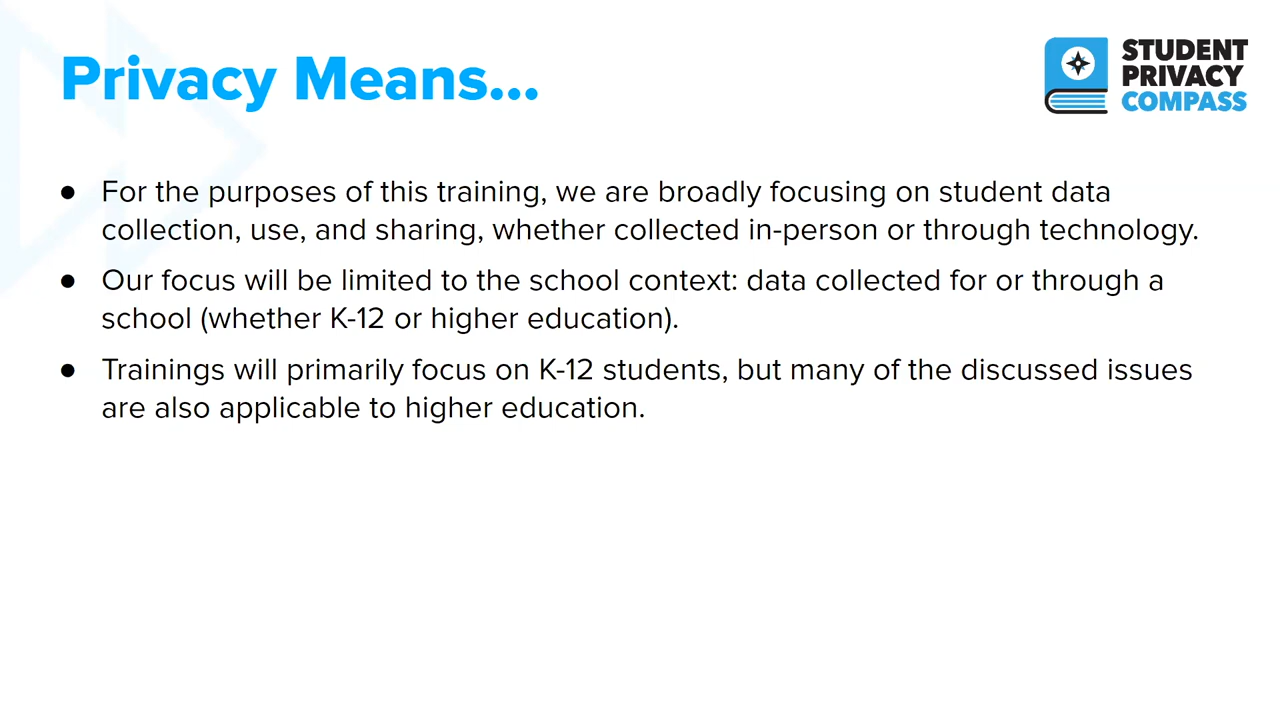 Privacy Means...
STUDENT
PRIVACY
COMPASS
● For the purposes of this training, we are broadly focusing on student data
collection, use, and sharing, whether collected in-person or through technology.
● Our focus will be limited to the school context: data collected for or through a
school (whether K-12 or higher education).
● Trainings will primarily focus on K-12 students, but many of the discussed issues
are also applicable to higher education.